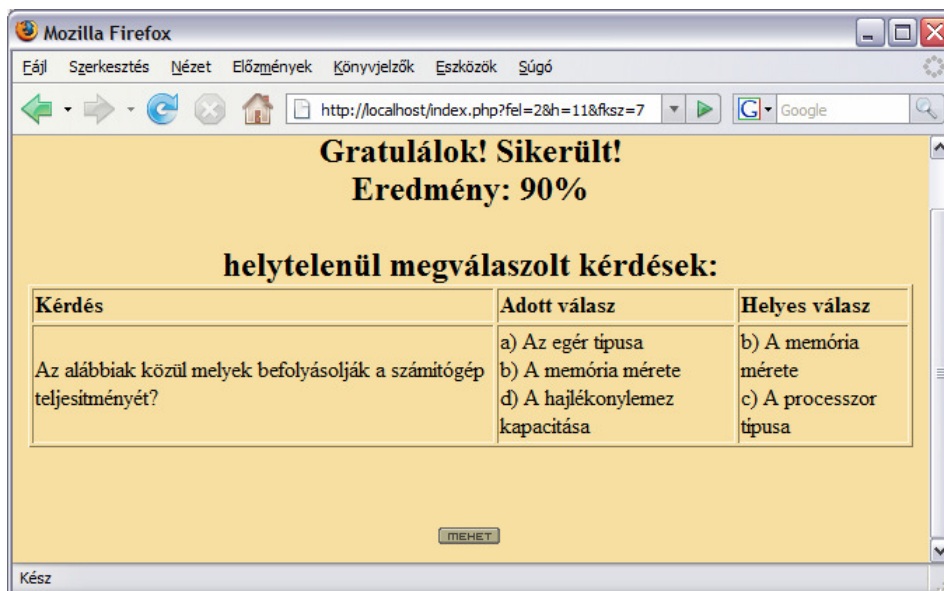 Mozilla Firefox
Fájl Szerkesztés Nézet Előzmények Könyvjelzők Eszközök Súgó
http://localhost/index.php?fel=2&h=11&fksz=7 G Google
Gratulálok! Sikerült!
Eredmény: 90%
helytelenül megválaszolt kérdések:
Kérdés Adott válasz Helyes válasz
Az alábbiak közül melyek befolyásolják a számítógép
teljesítményét?
a) Az egér típusa
b) A memória mérete
d) A hajlékonylemez
kapacitása
b) A memória
mérete
c) A processzor
típusa
MEHET
Kész